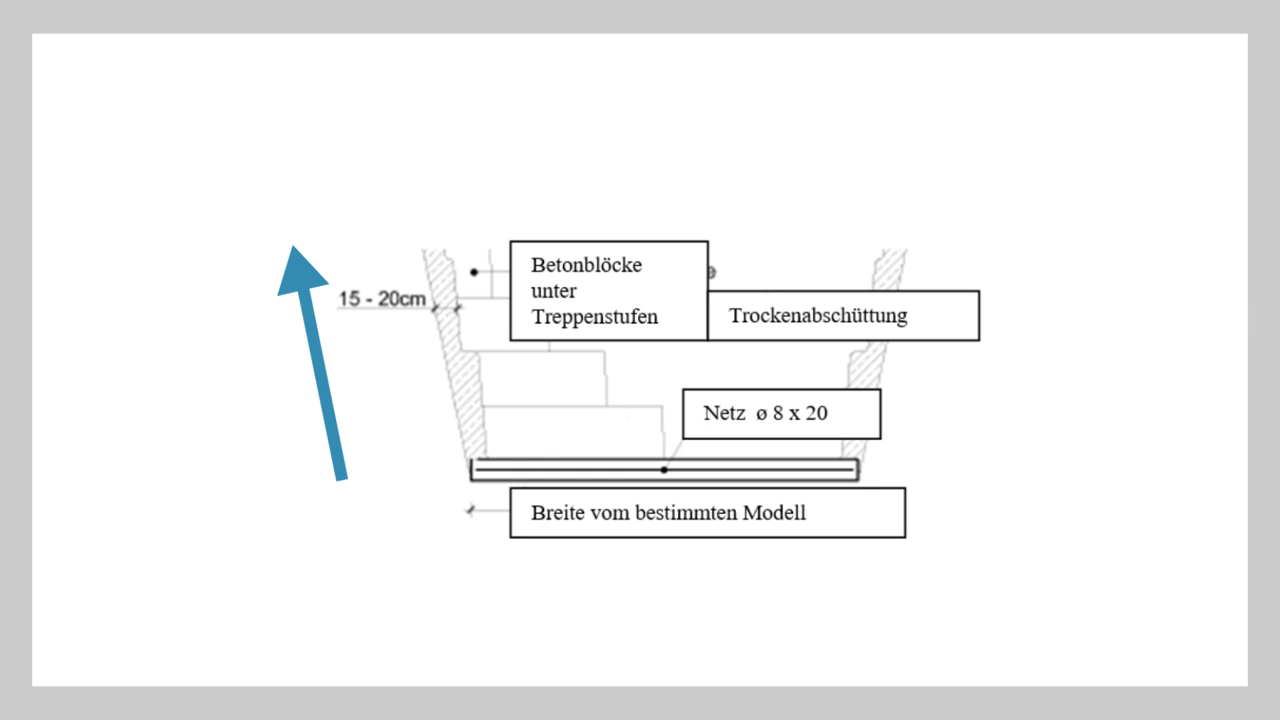 Betonblöcke
unter
Treppenstufen
15 - 20cm
Trockenabschüttung
Netz ø 8 x 20
Breite vom bestimmten Modell